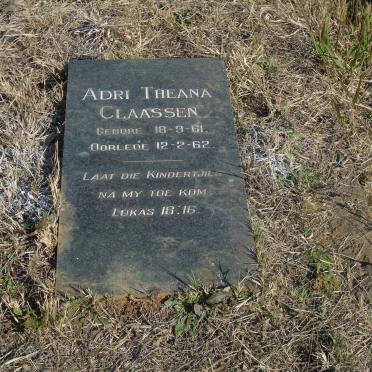 ADRI THEANA
CLAASSEN
GEBORE 18-9-61.
OORLEDE 12-2-62.
LAAT DIE KINDERTJIES
NA MY TOE KOM
LUKAS 18:16.